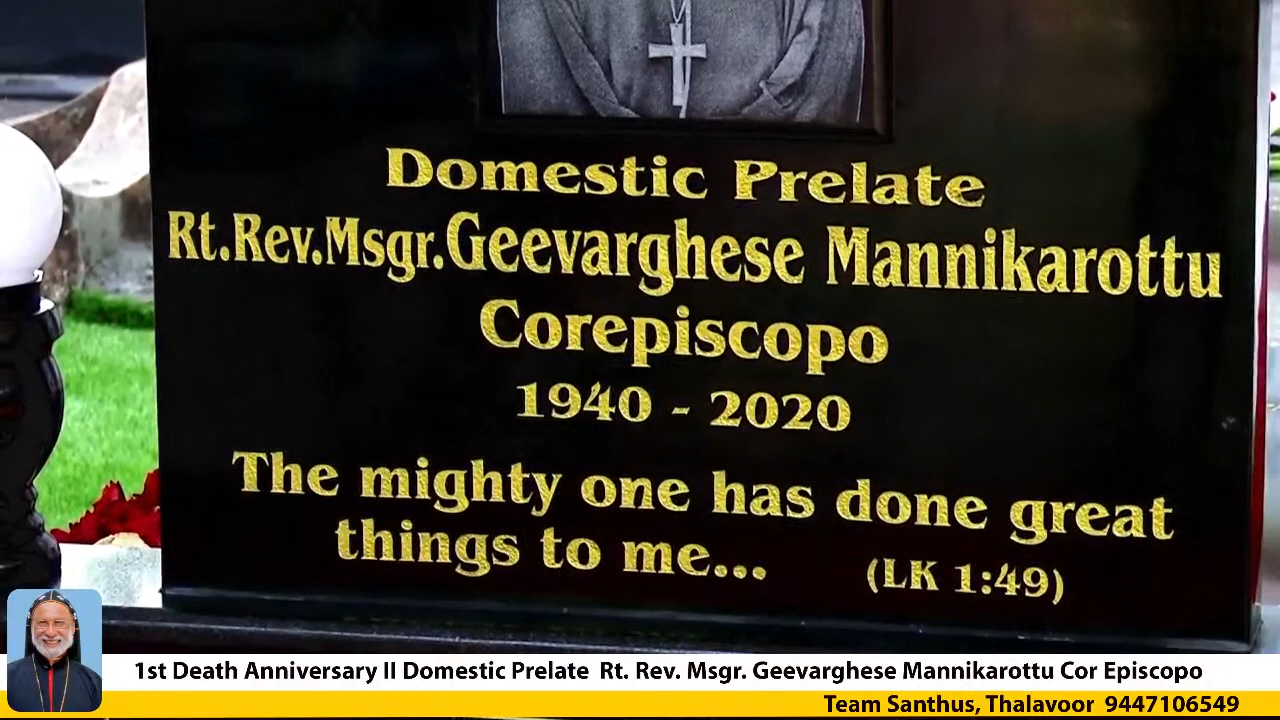 Domestic Prelate
Rt.Rev.Msgr.Geevarghese Mannikarottu
Corepiscopo
1940 - 2020
The mighty one has done great
things to me... (LK 1:49)
1st Death Anniversary II Domestic Prelate Rt. Rev. Msgr. Geevarghese Mannikarottu Cor Episcopo
Team Santhus, Thalavoor 9447106549